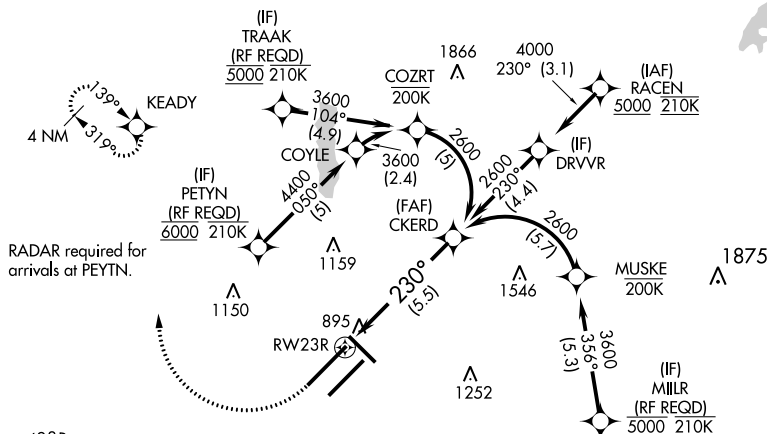 (IF)
TRAAK
(RF REQD)
5000 210K
139°
319°
4 NM
KEADY
3600
104°
(4.9)
COZRT
200K
1866
4000
230° (3.1)
(IAF)
RACEN
5000 210K
COYLE
3600
(2.4)
2600
(5)
(IF)
DRVVR
2600
230°
(4.4)
(IF)
PETYN
(RF REQD)
6000 210K
4400
050°
(5)
(FAF)
CKERD
2600
(5.7)
RADAR required for
arrivals at PEYTN.
1159
1150
230°
(5.5)
1546
MUSKE
200K
1875
895
RW23R
1252
3600
356°
(5.3)
(IF)
MIILR
(RF REQD)
5000 210K